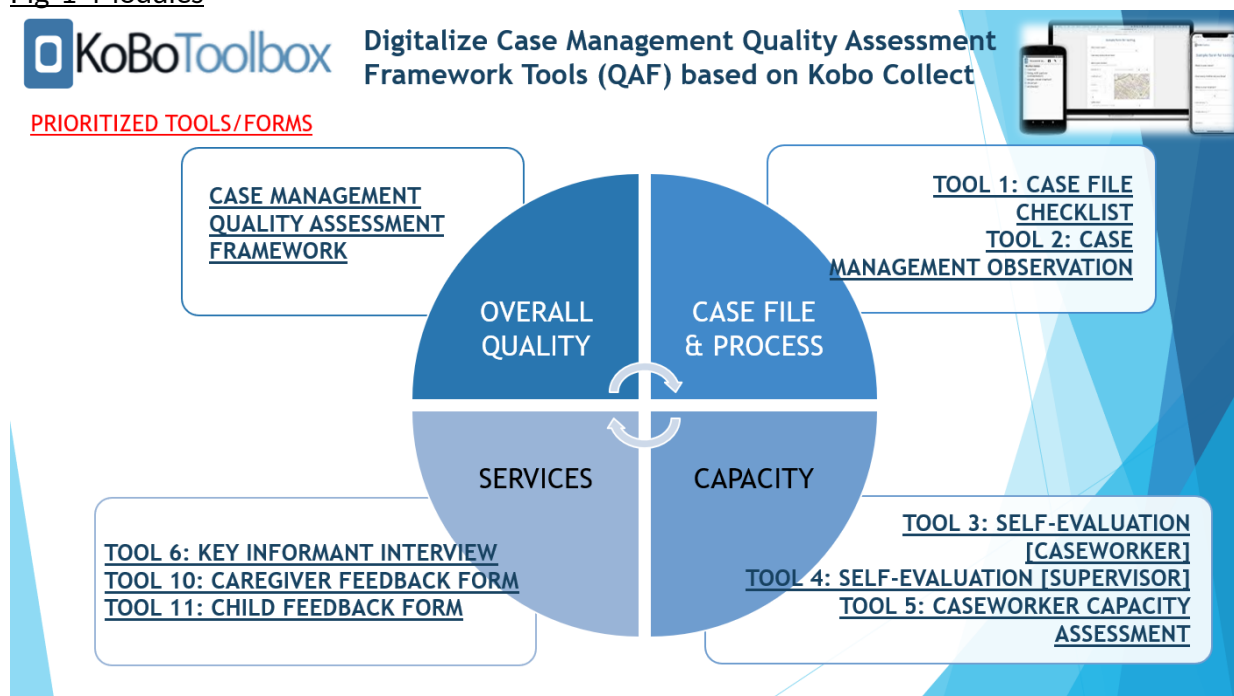 Fig 1 Modules
KoBoToolbox
Digitalize Case Management Quality Assessment
Framework Tools (QAF) based on Kobo Collect
PRIORITIZED TOOLS/FORMS
CASE MANAGEMENT
QUALITY ASSESSMENT
FRAMEWORK
TOOL 1: CASE FILE
CHECKLIST
TOOL 2: CASE
MANAGEMENT OBSERVATION
OVERALL
QUALITY
CASE FILE
& PROCESS
SERVICES
CAPACITY
TOOL 6: KEY INFORMANT INTERVIEW
TOOL 10: CAREGIVER FEEDBACK FORM
TOOL 11: CHILD FEEDBACK FORM
TOOL 3: SELF-EVALUATION
[CASEWORKER]
TOOL 4: SELF-EVALUATION [SUPERVISOR]
TOOL 5: CASEWORKER CAPACITY
ASSESSMENT